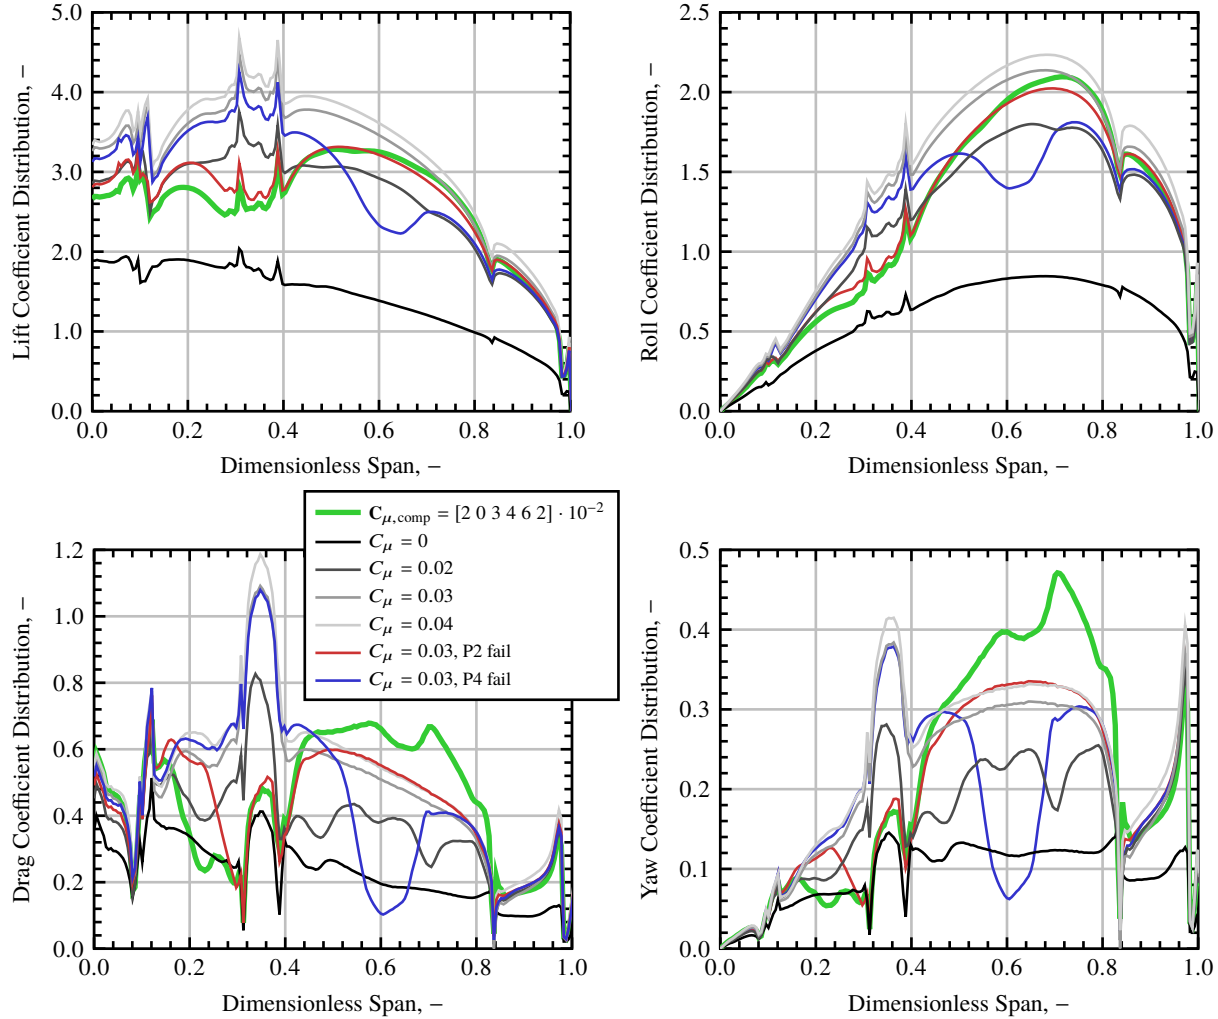 5.0
4.0
3.0
2.0
1.0
0.0
Lift Coefficient Distribution, −
0.0 0.2 0.4 0.6 0.8 1.0
Dimensionless Span, −
2.5
2.0
1.5
1.0
0.5
0.0
Roll Coefficient Distribution, −
0.0 0.2 0.4 0.6 0.8 1.0
Dimensionless Span, −
C_μ,comp = [2 0 3 4 6 2] · 10⁻²
C_μ = 0
C_μ = 0.02
C_μ = 0.03
C_μ = 0.04
C_μ = 0.03, P2 fail
C_μ = 0.03, P4 fail
1.2
1.0
0.8
0.6
0.4
0.2
0.0
Drag Coefficient Distribution, −
0.0 0.2 0.4 0.6 0.8 1.0
Dimensionless Span, −
0.5
0.4
0.3
0.2
0.1
0.0
Yaw Coefficient Distribution, −
0.0 0.2 0.4 0.6 0.8 1.0
Dimensionless Span, −